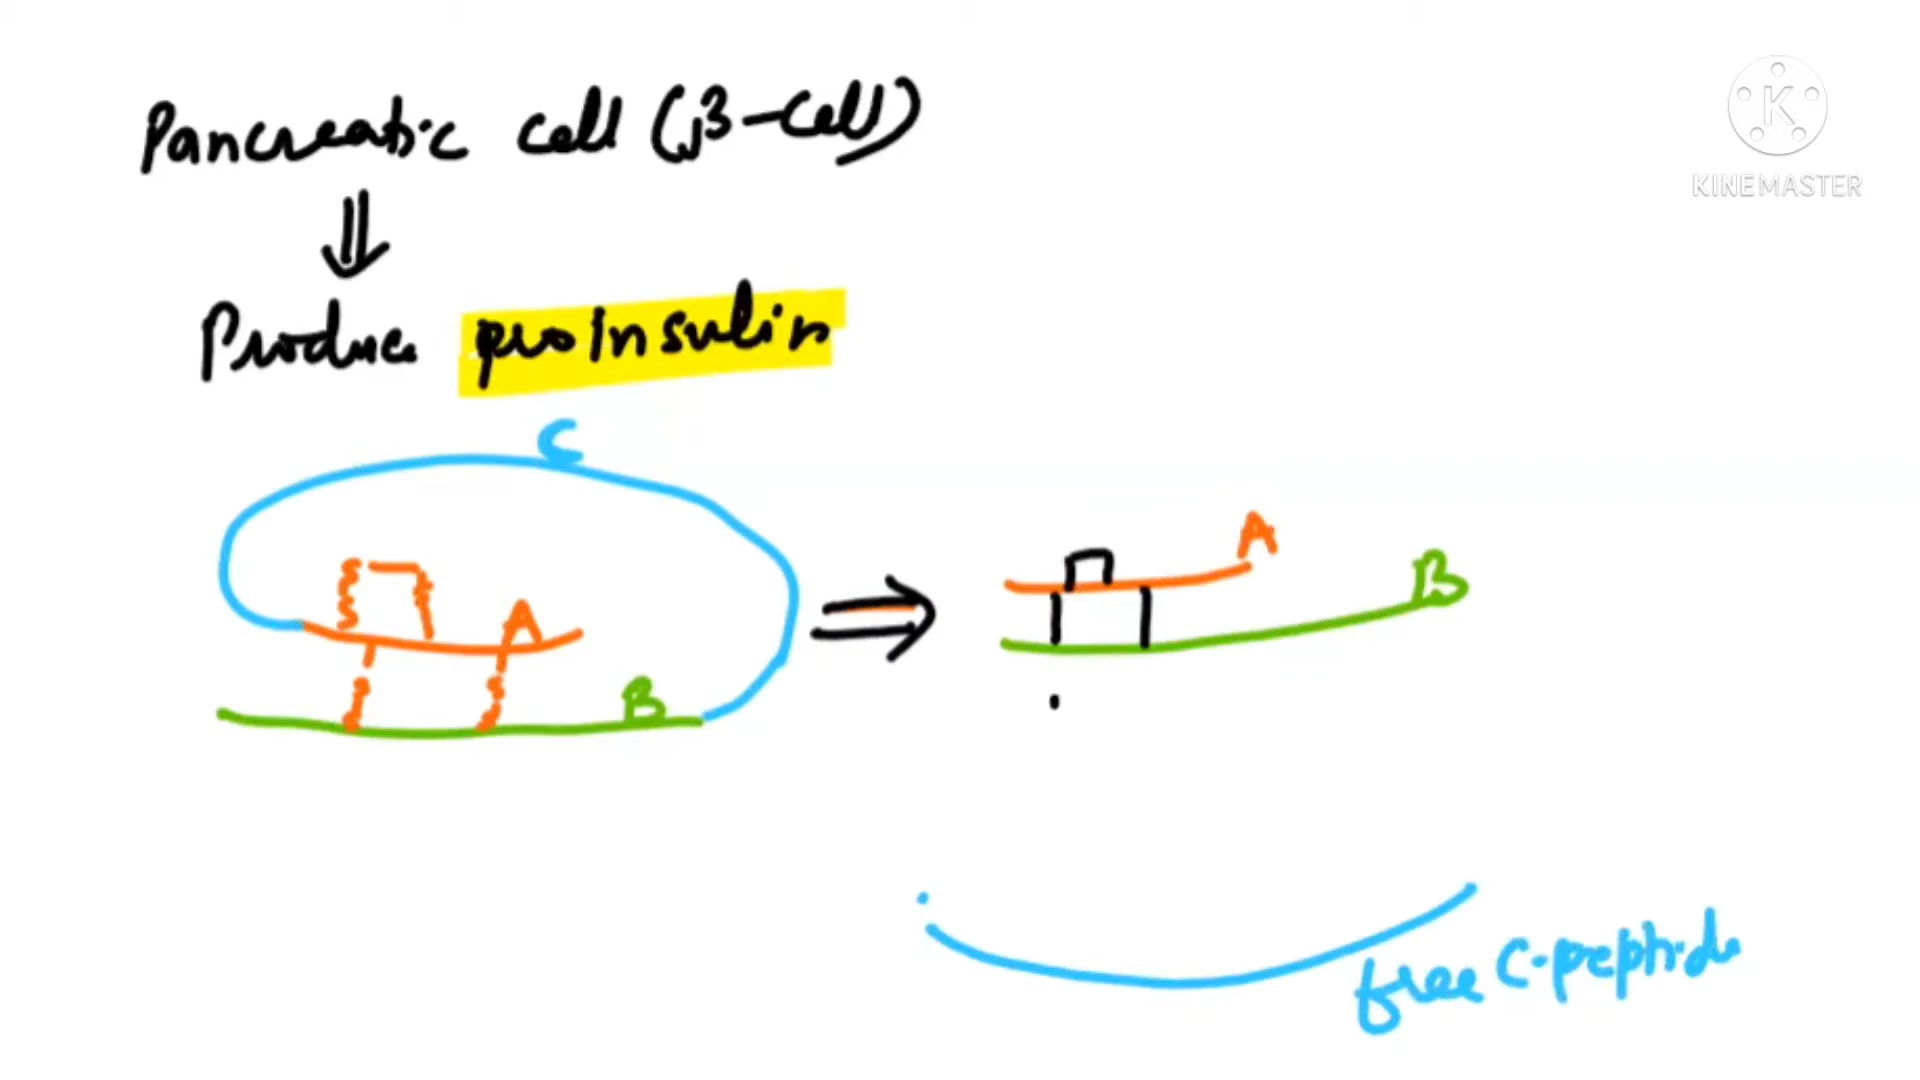 Pancreatic cell (β-cell)
K
KINEMASTER
Produce proinsulin
C
A
B
A
B
free C-peptide